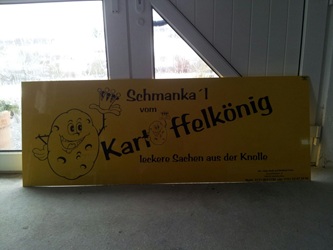 Schmanka´l
vom
Kartoffelkönig
leckere Sachen aus der Knolle